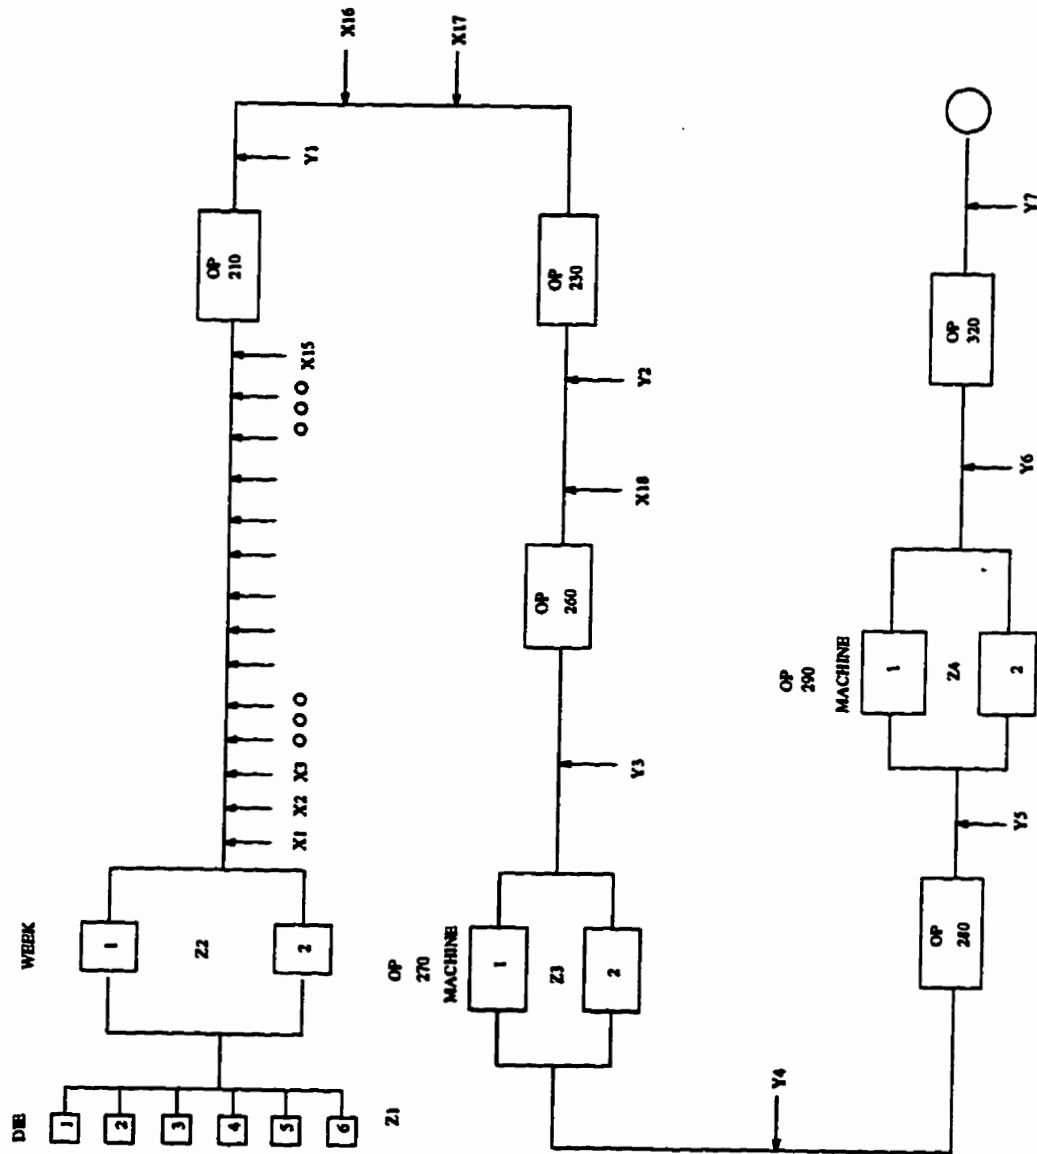 DIE
1
2
3
4
5
6
Z1
WEEK
1
Z2
2
X1 X2 X3 O O O
O O O X15
OP
210
Y1
X16
X17
OP
230
Y2
X18
OP
260
Y3
OP
270
MACHINE
1
Z3
2
Y4
OP
280
Y5
OP
290
MACHINE
1
Z4
2
Y6
OP
320
Y7